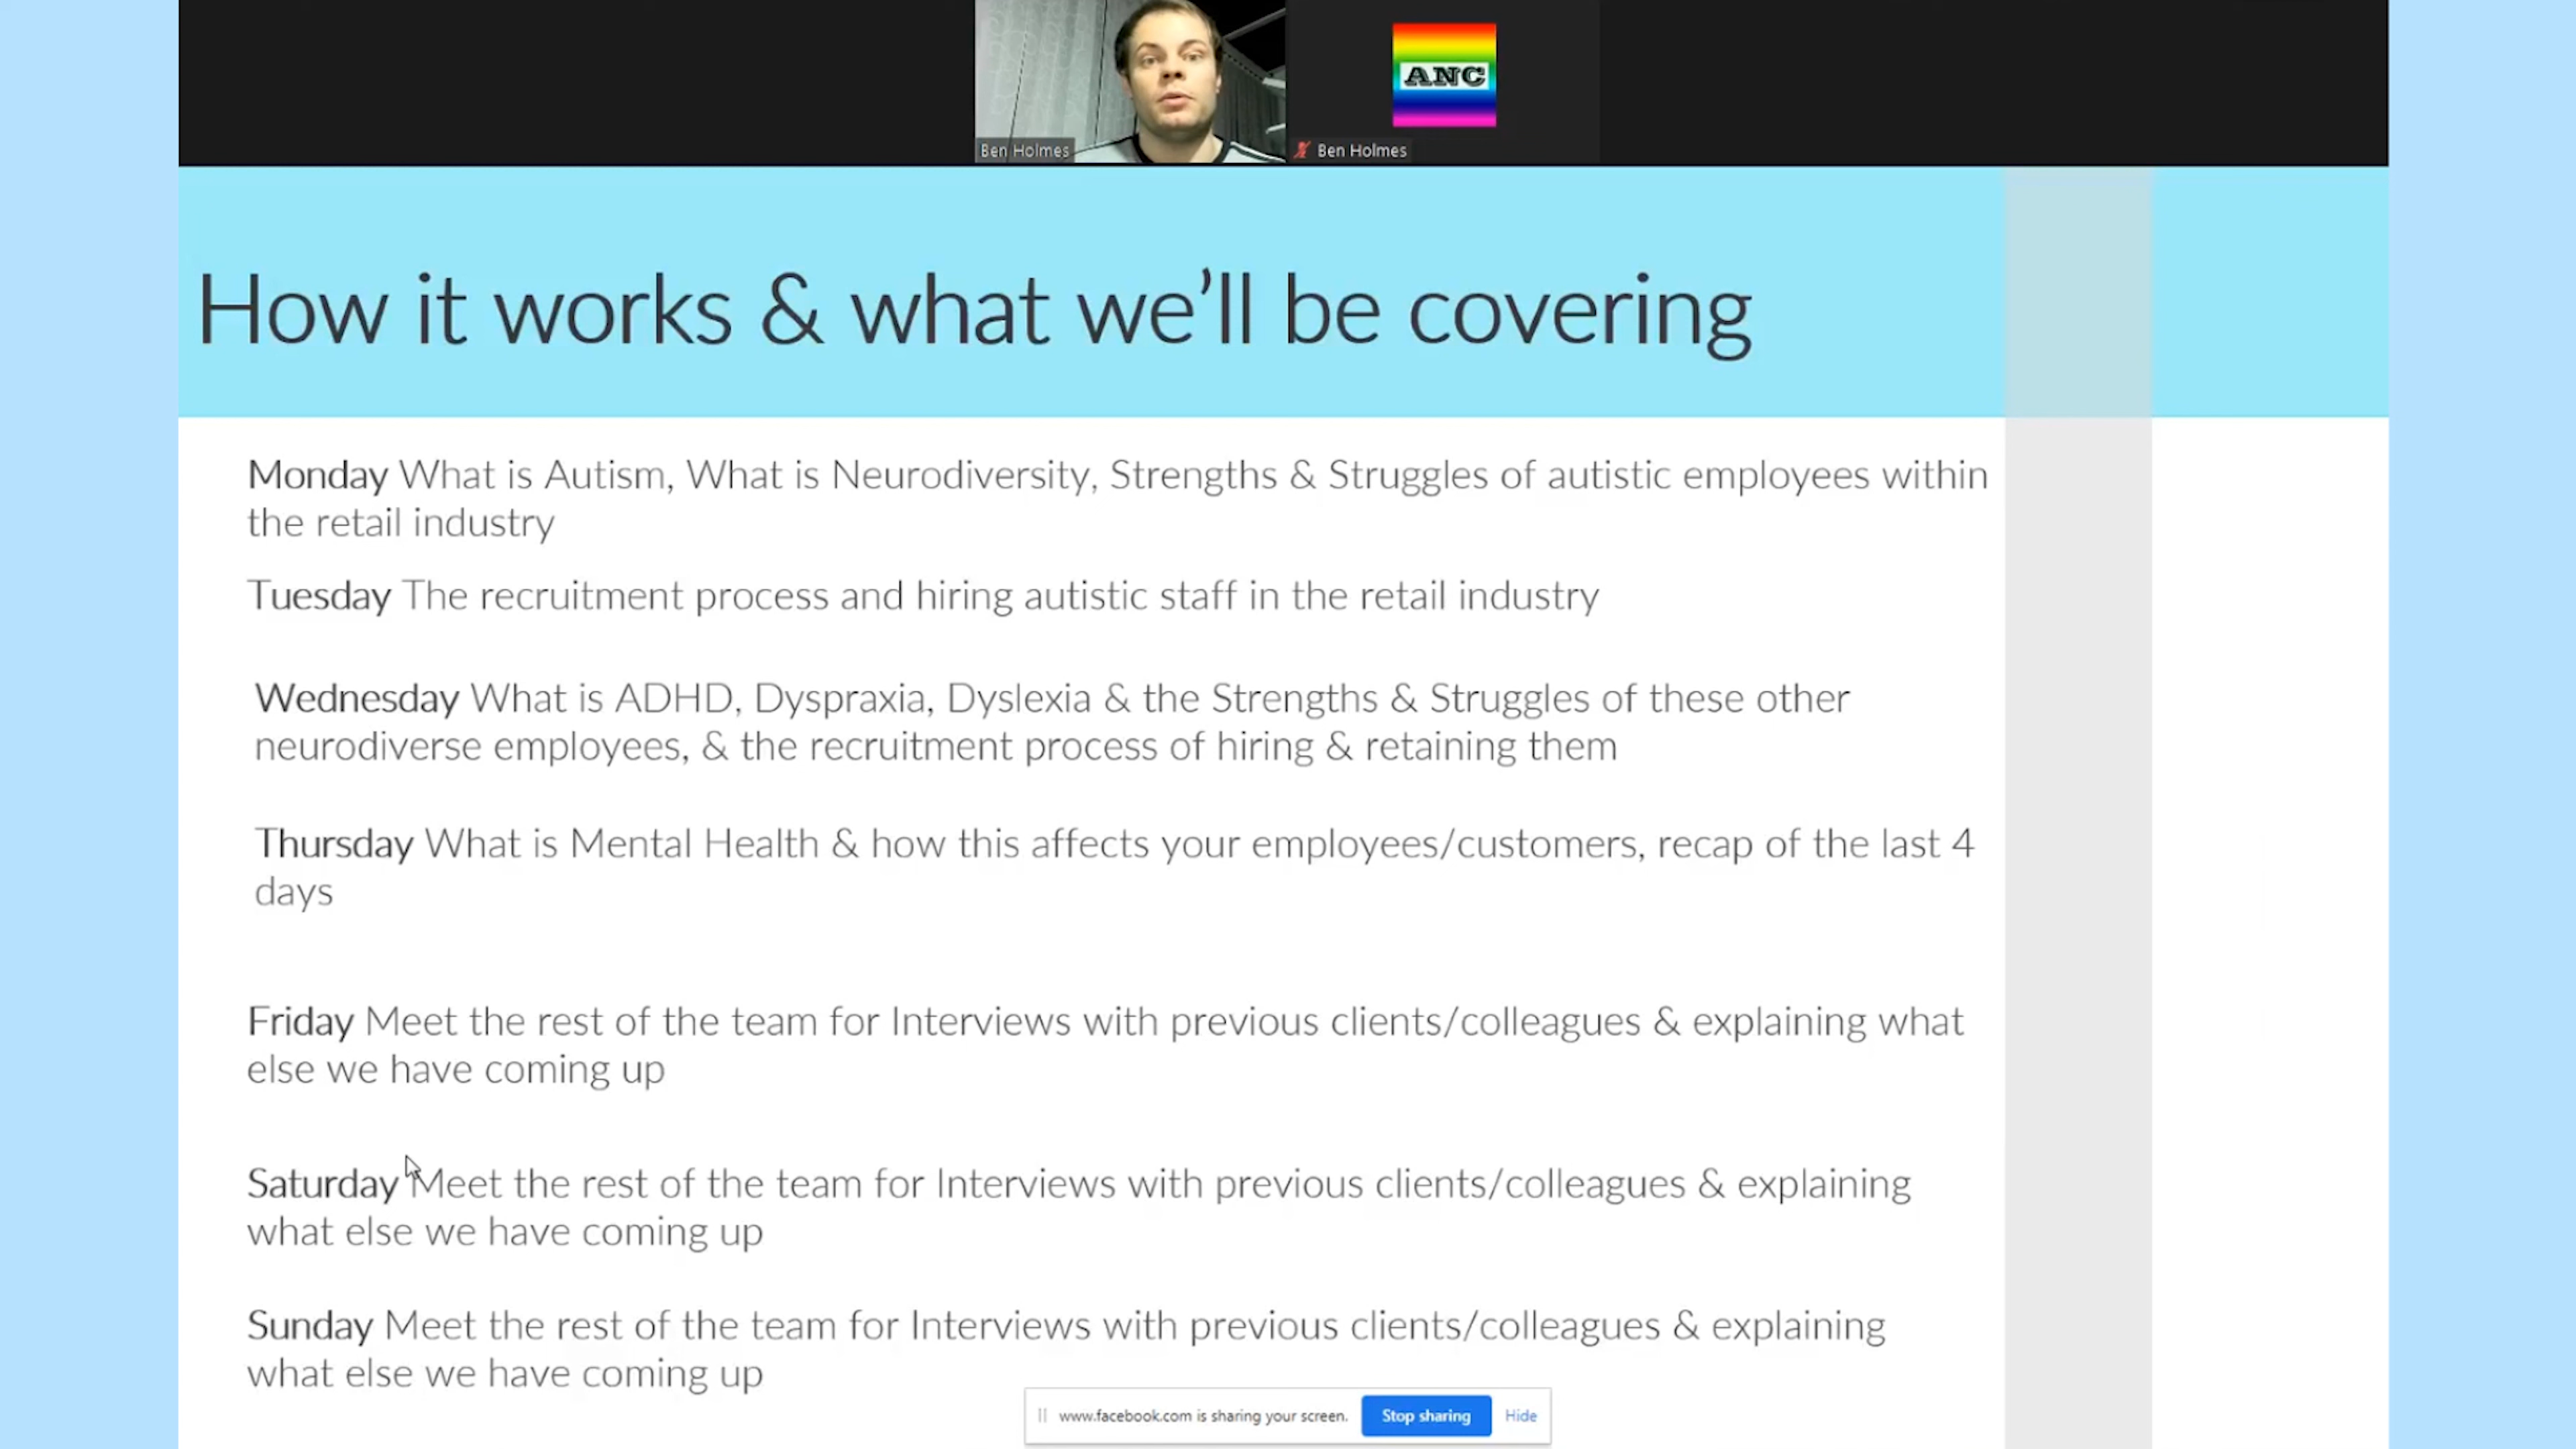 Ben Holmes
ANC
Ben Holmes
How it works & what we’ll be covering
Monday What is Autism, What is Neurodiversity, Strengths & Struggles of autistic employees within
the retail industry
Tuesday The recruitment process and hiring autistic staff in the retail industry
Wednesday What is ADHD, Dyspraxia, Dyslexia & the Strengths & Struggles of these other
neurodiverse employees, & the recruitment process of hiring & retaining them
Thursday What is Mental Health & how this affects your employees/customers, recap of the last 4
days
Friday Meet the rest of the team for Interviews with previous clients/colleagues & explaining what
else we have coming up
Saturday Meet the rest of the team for Interviews with previous clients/colleagues & explaining
what else we have coming up
Sunday Meet the rest of the team for Interviews with previous clients/colleagues & explaining
what else we have coming up
www.facebook.com is sharing your screen. Stop sharing Hide